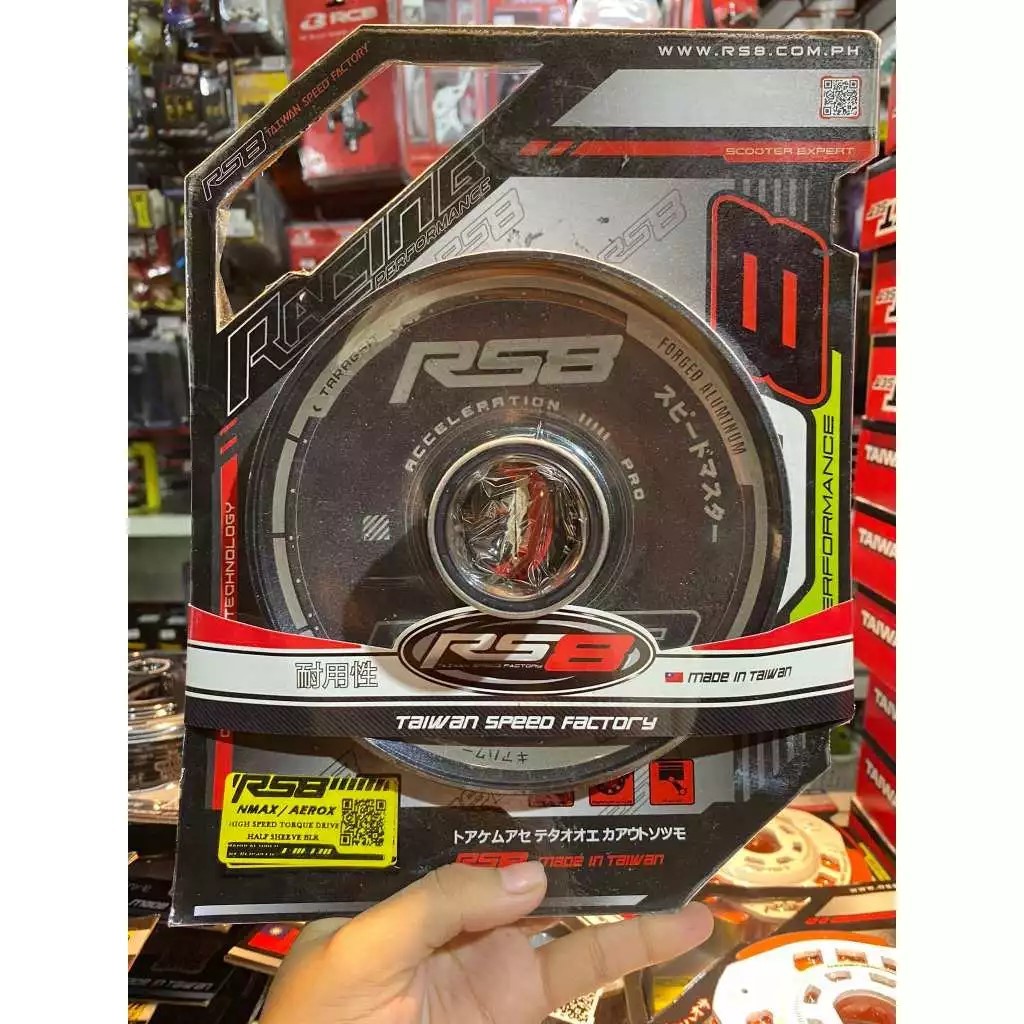 RCB
WWW.RS8.COM.PH
RS8 TAIWAN SPEED FACTORY
SCOOTER EXPERT
RACING
PERFORMANCE
RS8
RS8
8
RS8
ACCELERATION
PRO
FORGED ALUMINUM
スピードマスター
PERFORMANCE
TECHNOLOGY
RS8
TAIWAN SPEED FACTORY
耐用性
MADE IN TAIWAN
TAIWAN SPEED FACTORY
RS8
NMAX/AEROX
HIGH SPEED TORQUE DRIVE
HALF SHEEVE BLK
トアケムアセ テタオオエ カアウトソツモ
RS8 MADE IN TAIWAN